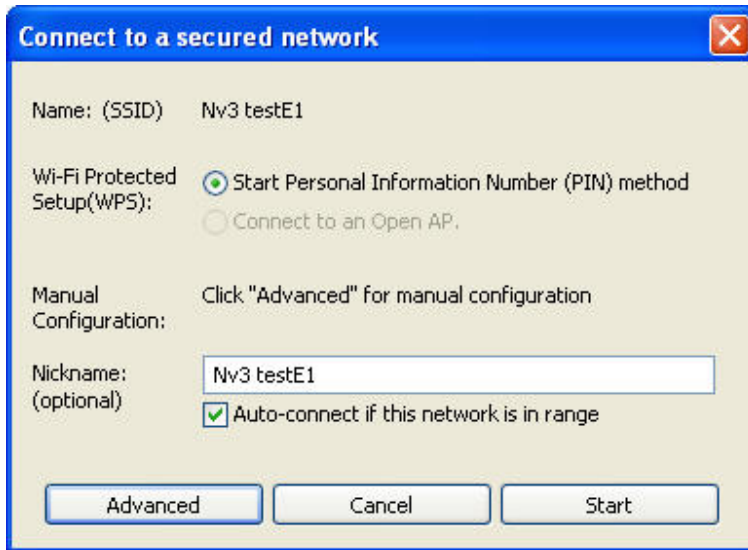 Connect to a secured network
Name: (SSID) Nv3 testE1
Wi-Fi Protected Setup(WPS):
Start Personal Information Number (PIN) method
Connect to an Open AP.
Manual Configuration:
Click "Advanced" for manual configuration
Nickname: (optional)
Nv3 testE1
Auto-connect if this network is in range
Advanced Cancel Start